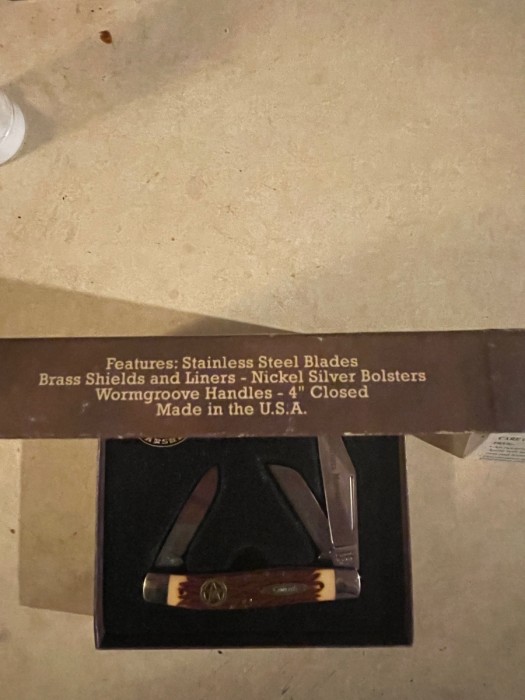 Features: Stainless Steel Blades
Brass Shields and Liners - Nickel Silver Bolsters
Wormgroove Handles - 4" Closed
Made in the U.S.A.